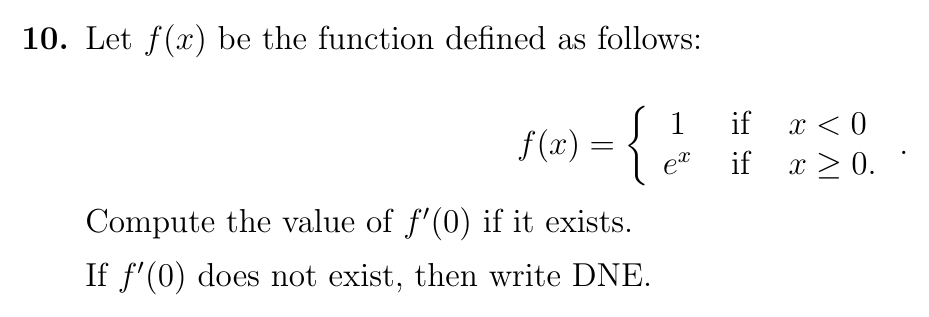 10. Let f(x) be the function defined as follows:
f(x) = { 1 if x < 0
e^x if x ≥ 0. .
Compute the value of f′(0) if it exists.
If f′(0) does not exist, then write DNE.